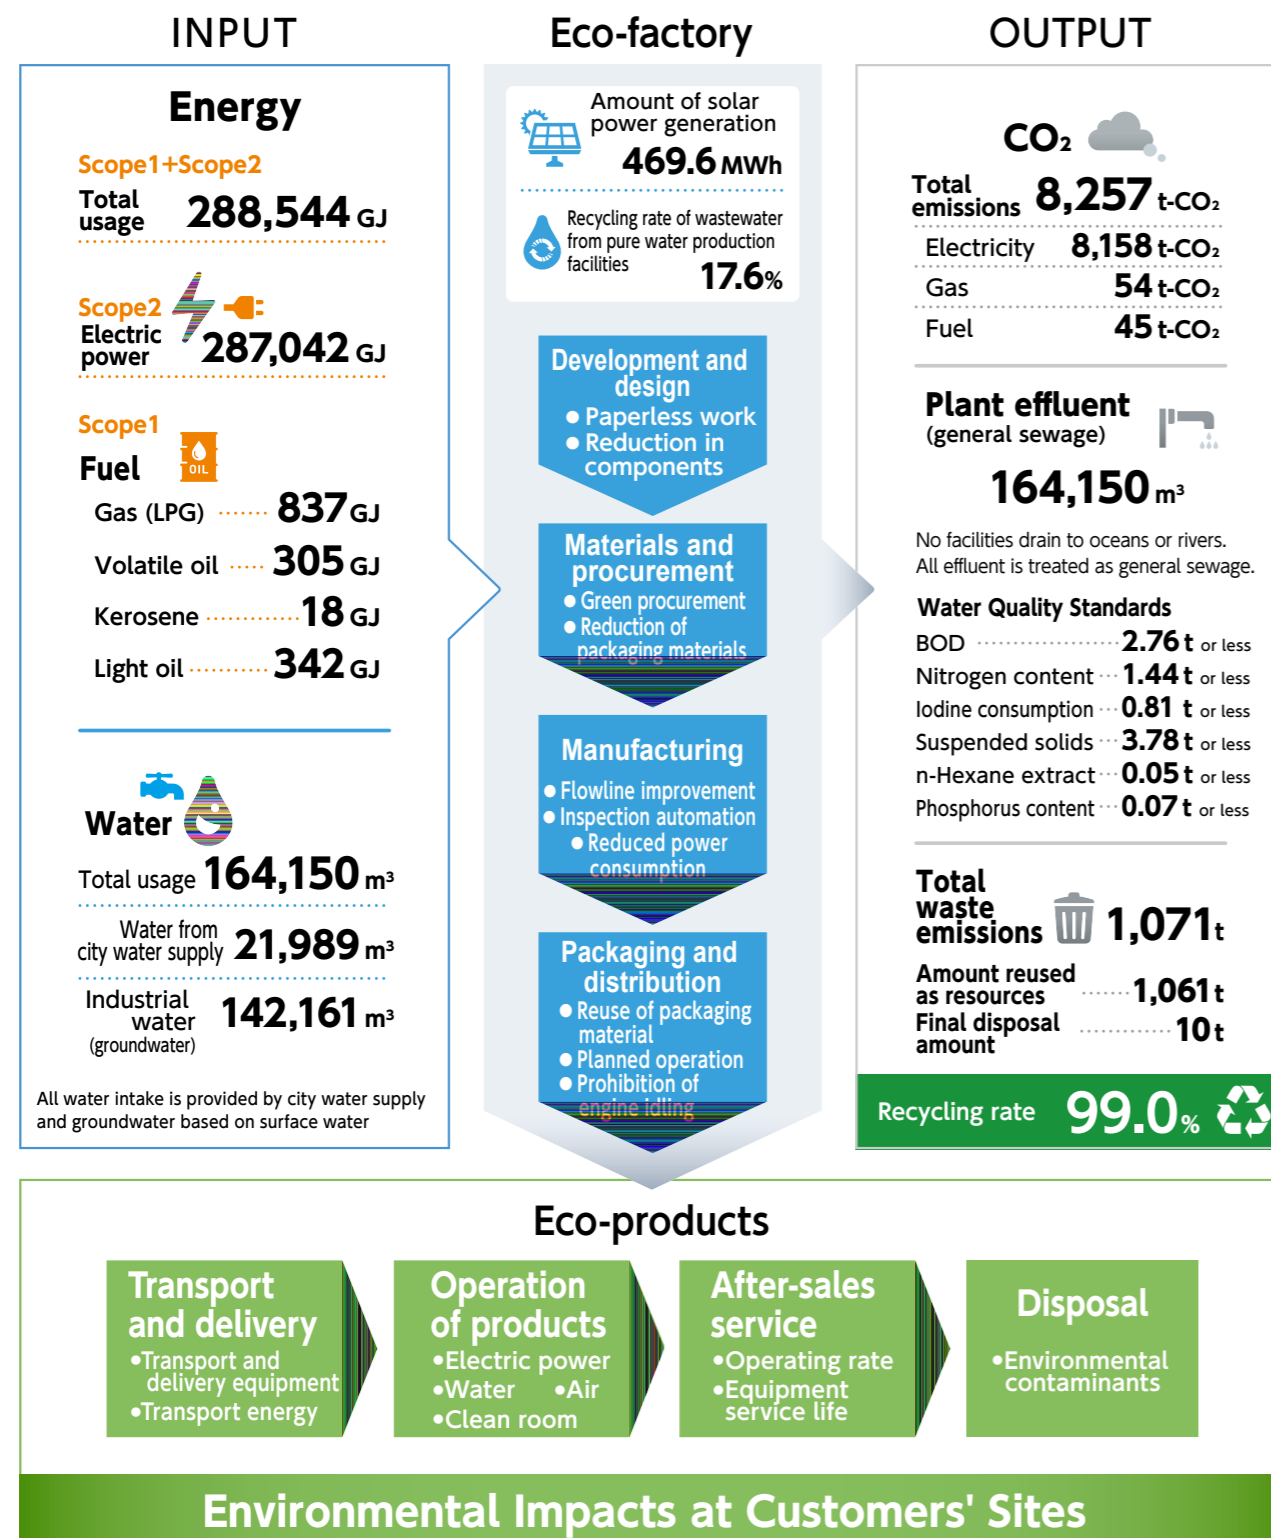 INPUT
Energy
Scope1+Scope2
Total
usage 288,544 GJ
Scope2
Electric
power 287,042 GJ
Scope1
Fuel
OIL
Gas (LPG) ······· 837 GJ
Volatile oil ····· 305 GJ
Kerosene ············· 18 GJ
Light oil ··········· 342 GJ
Water
Total usage 164,150 m³
Water from
city water supply 21,989 m³
Industrial
water
(groundwater) 142,161 m³
All water intake is provided by city water supply
and groundwater based on surface water
Eco-factory
Amount of solar
power generation
469.6 MWh
Recycling rate of wastewater
from pure water production
facilities
17.6%
Development and
design
● Paperless work
● Reduction in
components
Materials and
procurement
● Green procurement
● Reduction of
packaging materials
Manufacturing
● Flowline improvement
● Inspection automation
● Reduced power
consumption
Packaging and
distribution
● Reuse of packaging
material
● Planned operation
● Prohibition of
engine idling
OUTPUT
CO₂
Total
emissions 8,257 t-CO₂
Electricity 8,158 t-CO₂
Gas 54 t-CO₂
Fuel 45 t-CO₂
Plant effluent
(general sewage)
164,150 m³
No facilities drain to oceans or rivers.
All effluent is treated as general sewage.
Water Quality Standards
BOD ··················· 2.76 t or less
Nitrogen content ··· 1.44 t or less
Iodine consumption ··· 0.81 t or less
Suspended solids ··· 3.78 t or less
n-Hexane extract ··· 0.05 t or less
Phosphorus content ··· 0.07 t or less
Total
waste
emissions 1,071 t
Amount reused
as resources ······· 1,061 t
Final disposal
amount ············· 10 t
Recycling rate 99.0%
Eco-products
Transport
and delivery
•Transport and
delivery equipment
•Transport energy
Operation
of products
•Electric power
•Water •Air
•Clean room
After-sales
service
•Operating rate
•Equipment
service life
Disposal
•Environmental
contaminants
Environmental Impacts at Customers' Sites